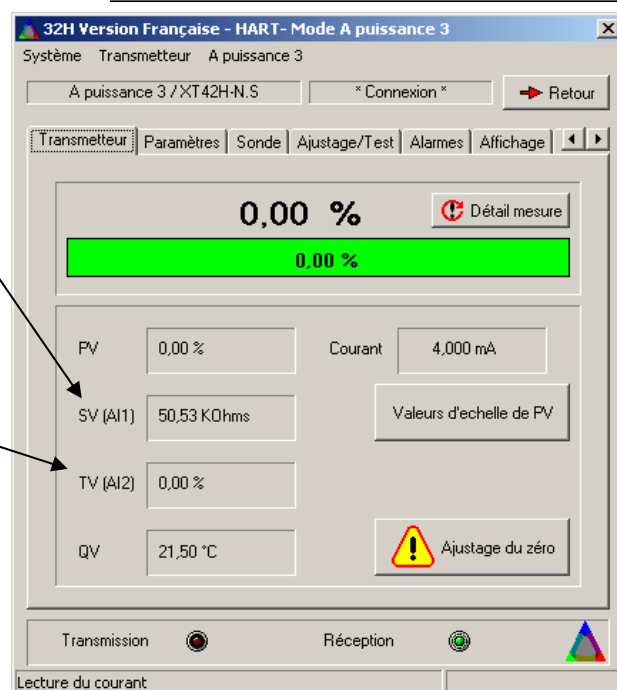 32H Version Française - HART- Mode A puissance 3
Système Transmetteur A puissance 3
A puissance 3 / XT42H-N.S * Connexion * Retour
Transmetteur Paramètres Sonde Ajustage/Test Alarmes Affichage
0,00 % Détail mesure
0,00 %
PV 0,00 % Courant 4,000 mA
SV (AI1) 50,53 KOhms Valeurs d'echelle de PV
TV (AI2) 0,00 %
QV 21,50 °C Ajustage du zéro
Transmission Réception
Lecture du courant